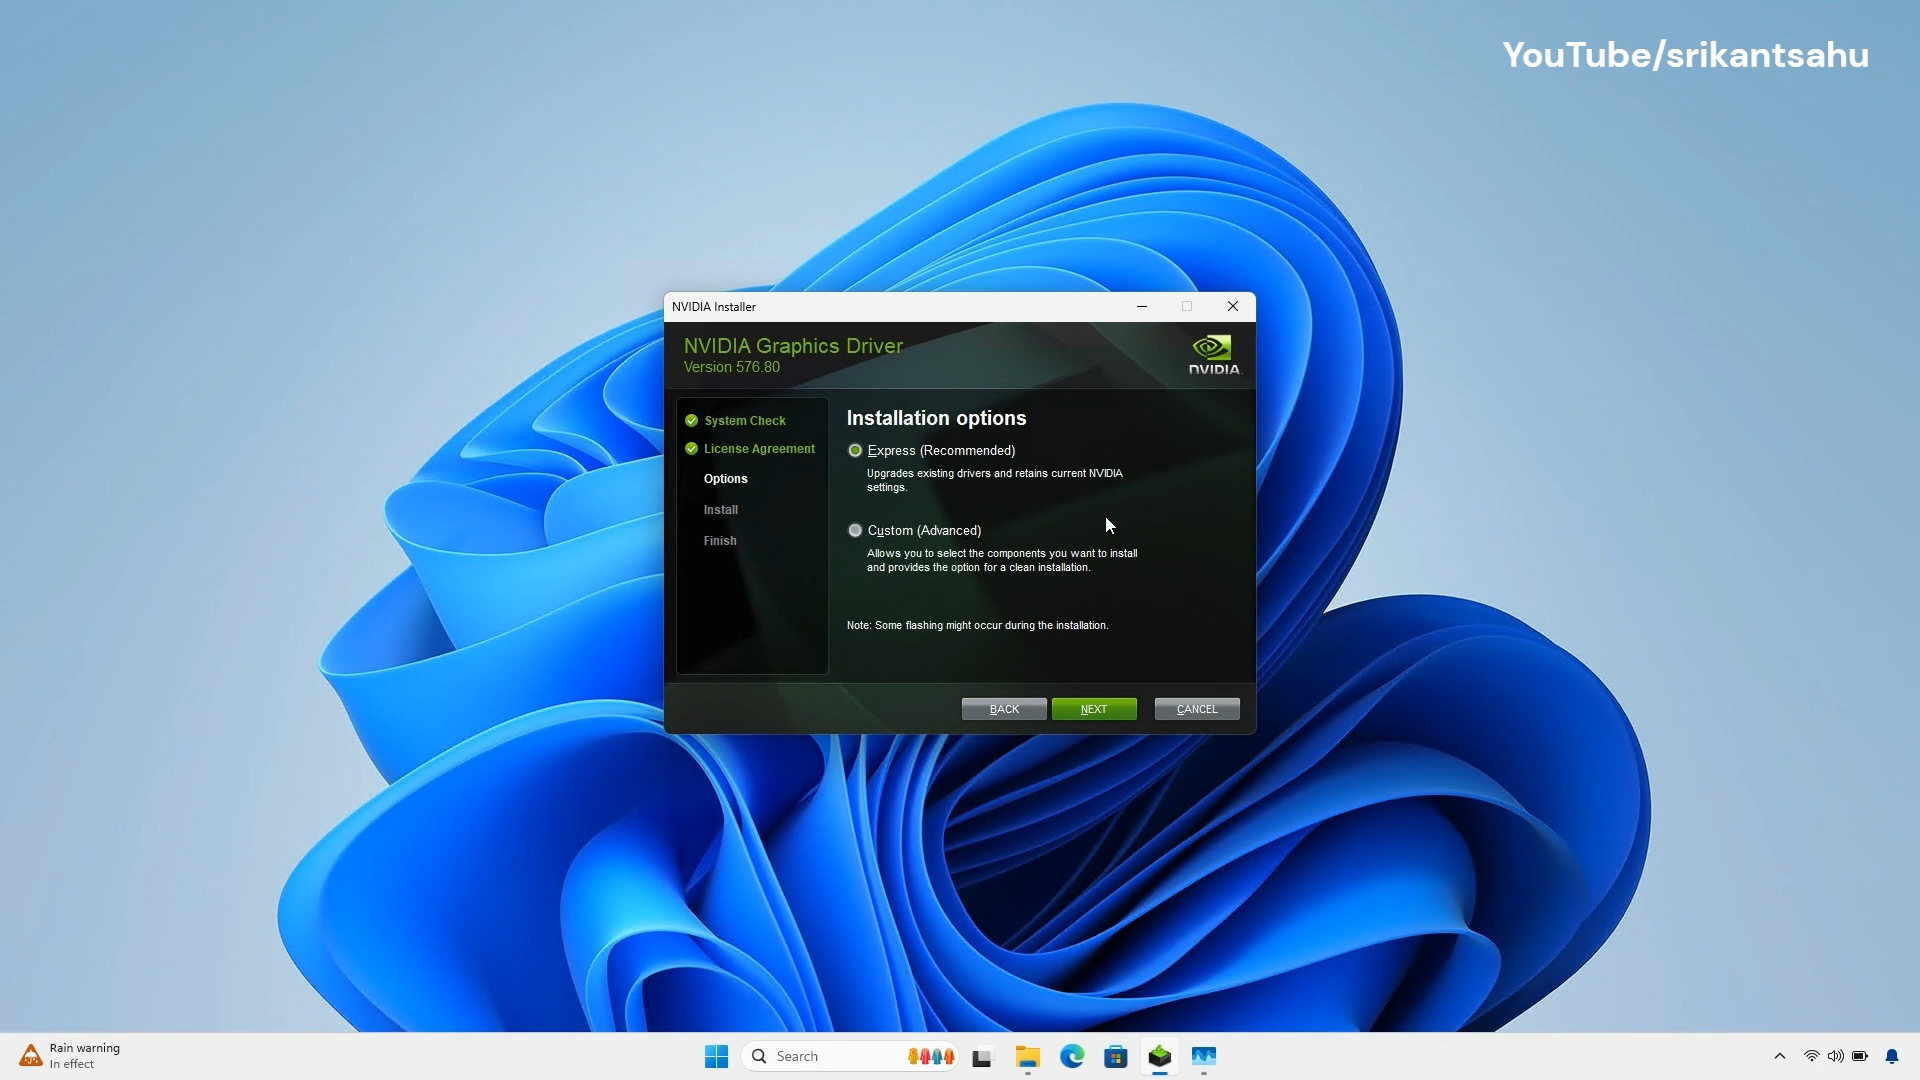 YouTube/srikantsahu
NVIDIA Installer
NVIDIA Graphics Driver
Version 576.80
NVIDIA.
System Check
License Agreement
Options
Install
Finish
Installation options
Express (Recommended)
Upgrades existing drivers and retains current NVIDIA
settings.
Custom (Advanced)
Allows you to select the components you want to install
and provides the option for a clean installation.
Note: Some flashing might occur during the installation.
BACK
NEXT
CANCEL
Rain warning
In effect
Search